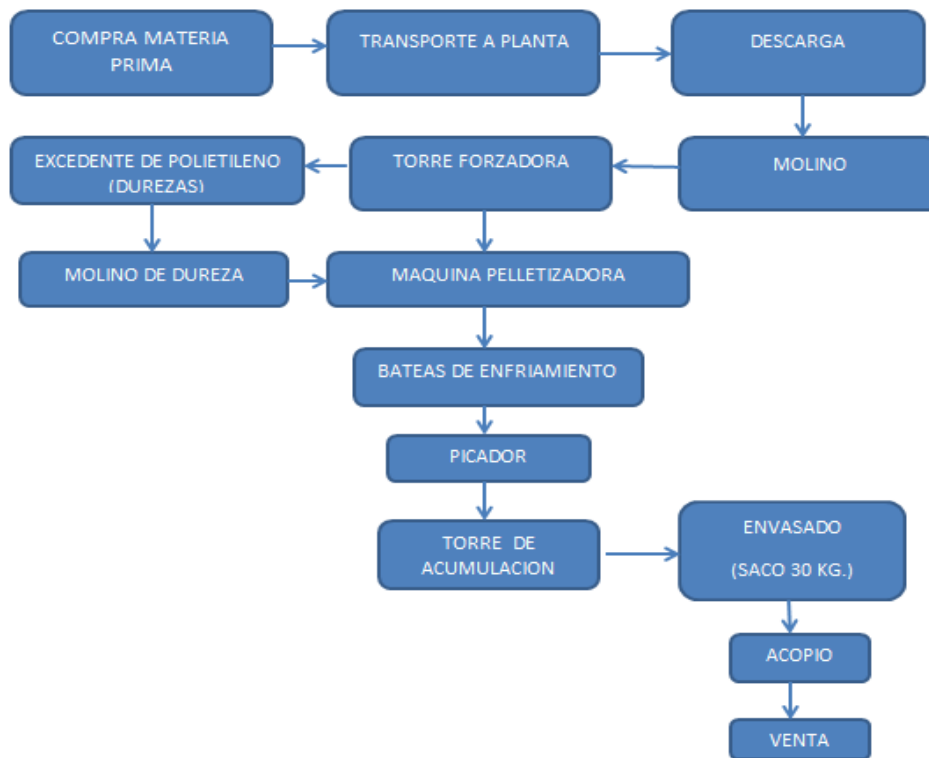 COMPRA MATERIA
PRIMA
TRANSPORTE A PLANTA
DESCARGA
EXCEDENTE DE POLIETILENO
(DUREZAS)
TORRE FORZADORA
MOLINO
MOLINO DE DUREZA
MAQUINA PELLETIZADORA
BATEAS DE ENFRIAMIENTO
PICADOR
TORRE DE
ACUMULACION
ENVASADO
(SACO 30 KG.)
ACOPIO
VENTA